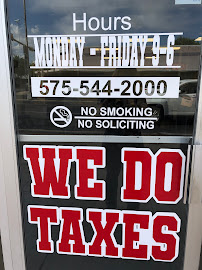 Hours
MONDAY - FRIDAY 9-6
575-544-2000
NO SMOKING
NO SOLICITING
WE DO
TAXES